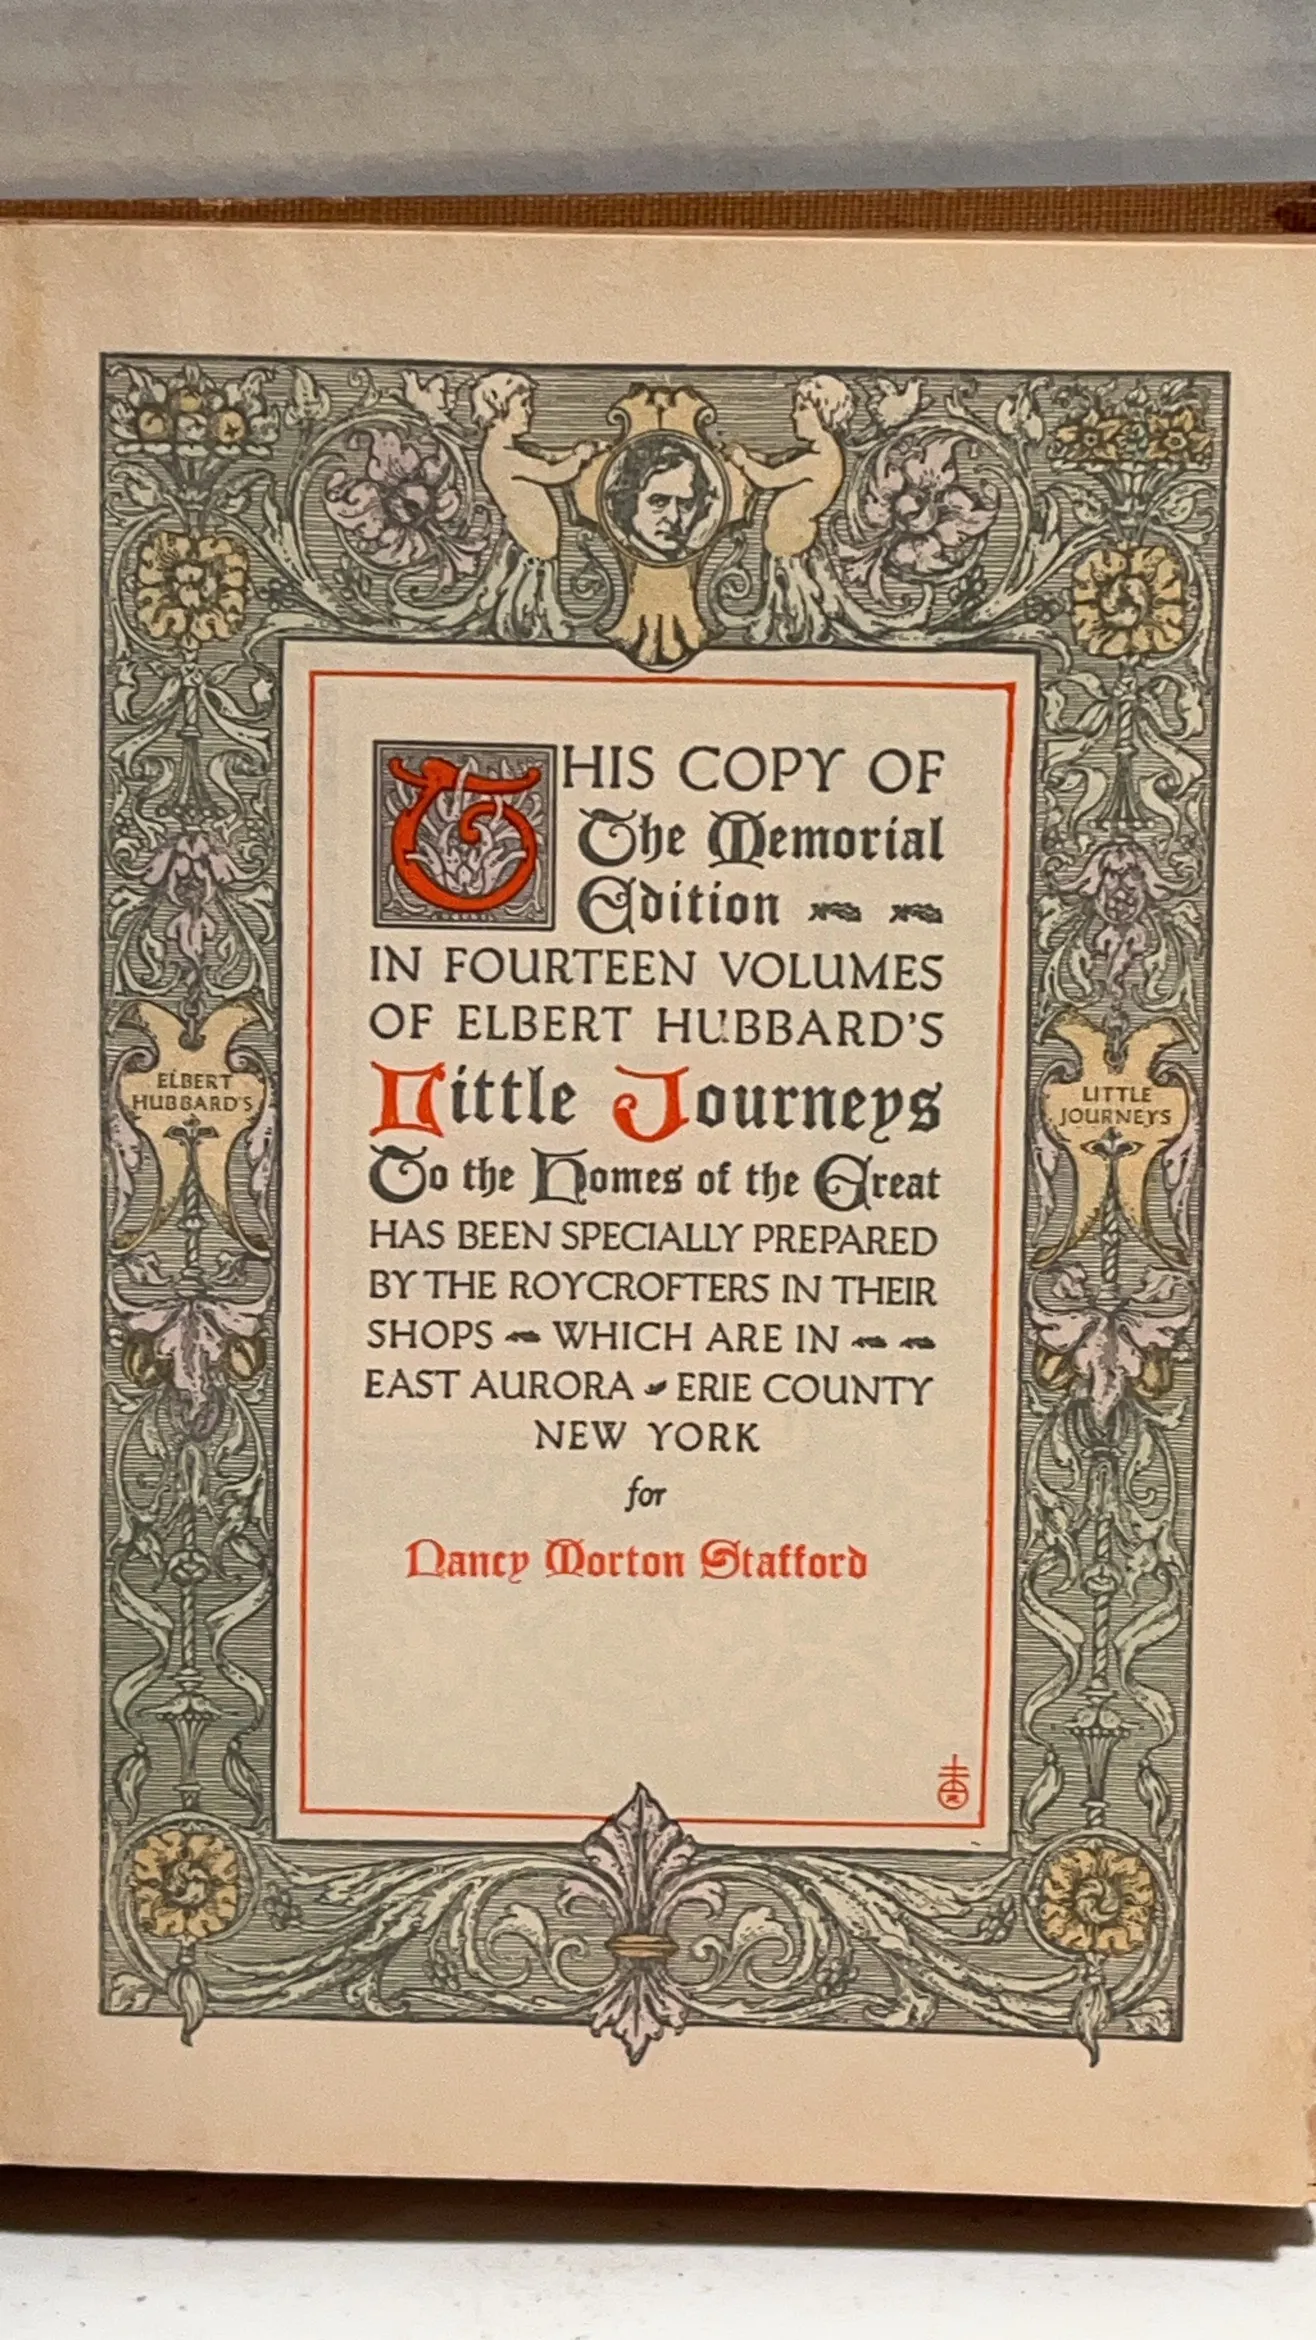 THIS COPY OF
The Memorial
Edition
IN FOURTEEN VOLUMES
OF ELBERT HUBBARD'S
Little Journeys
To the Homes of the Great
HAS BEEN SPECIALLY PREPARED
BY THE ROYCROFTERS IN THEIR
SHOPS WHICH ARE IN
EAST AURORA ERIE COUNTY
NEW YORK
for
Nancy Morton Stafford
ELBERT
HUBBARD'S
LITTLE
JOURNEYS